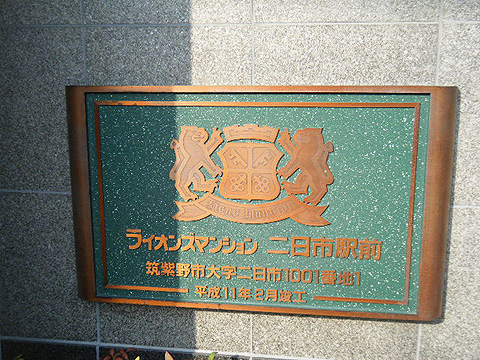 Lions Mansion
ライオンズマンション 二日市駅前
筑紫野市大字二日市1001番地1
平成11年2月竣工